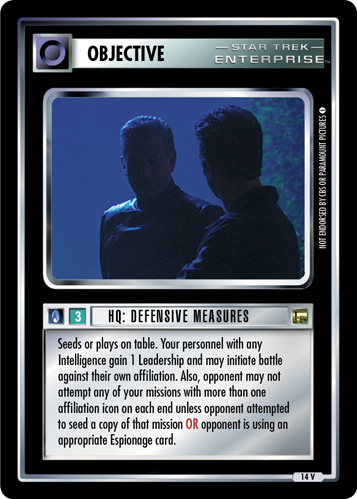 OBJECTIVE
STAR TREK
ENTERPRISE™
NOT ENDORSED BY CBS OR PARAMOUNT PICTURES
3
HQ: DEFENSIVE MEASURES
Seeds or plays on table. Your personnel with any
Intelligence gain 1 Leadership and may initiate battle
against their own affiliation. Also, opponent may not
attempt any of your missions with more than one
affiliation icon on each end unless opponent attempted
to seed a copy of that mission OR opponent is using an
appropriate Espionage card.
14 V